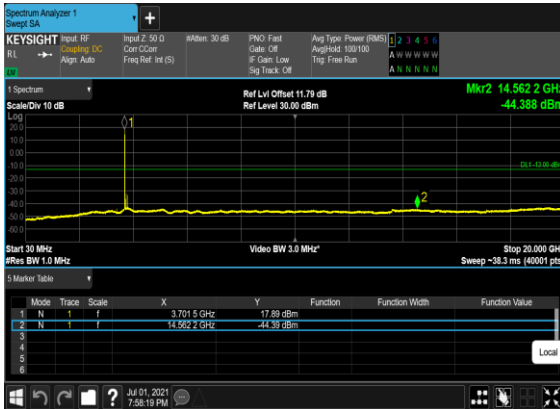 Spectrum Analyzer 1
Swept SA
+
KEYSIGHT Input: RF Input Z: 50 Ω #Atten: 30 dB PNO: Fast Avg Type: Power (RMS) 1 2 3 4 5 6
RL Coupling: DC Corr CCorr Gate: Off Avg|Hold: 100/100 A W W W W W
Align: Auto Freq Ref: Int (S) IF Gain: Low Trig: Free Run
Sig Track: Off A N N N N N
1 Spectrum
Ref Lvl Offset 11.79 dB Mkr2 14.562 2 GHz
Scale/Div 10 dB Ref Level 30.00 dBm -44.388 dBm
Log
1
20.0
10.0
0.00
-10.0
DL1 -13.00 dBm
-20.0
-30.0
2
-40.0
-50.0
-60.0
Start 30 MHz Video BW 3.0 MHz* Stop 20.000 GHz
#Res BW 1.0 MHz Sweep ~38.3 ms (40001 pts)
5 Marker Table
Mode Trace Scale X Y Function Function Width Function Value
1 N 1 f 3.701 5 GHz 17.89 dBm
2 N 1 f 14.562 2 GHz -44.39 dBm
3
4
5
6
Local
? Jul 01, 2021
7:58:19 PM